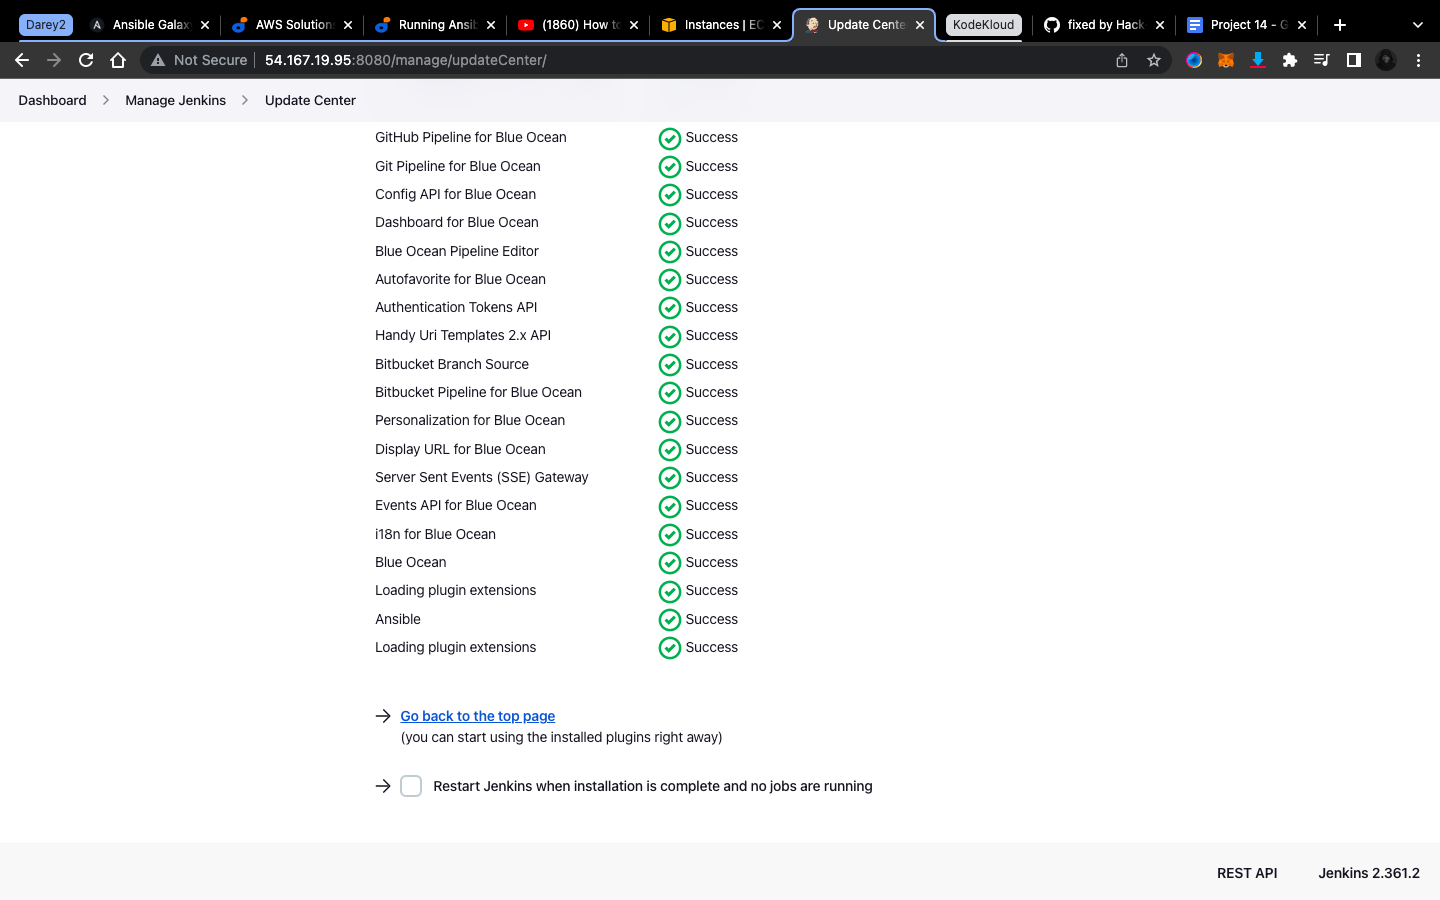 Darey2
Ansible Galax
AWS Solution
Running Ansib
(1860) How to
Instances | EC
Update Cente
KodeKloud
fixed by Hack
Project 14 - G
Not Secure
54.167.19.95:8080/manage/updateCenter/
Dashboard > Manage Jenkins > Update Center
GitHub Pipeline for Blue Ocean Success
Git Pipeline for Blue Ocean Success
Config API for Blue Ocean Success
Dashboard for Blue Ocean Success
Blue Ocean Pipeline Editor Success
Autofavorite for Blue Ocean Success
Authentication Tokens API Success
Handy Uri Templates 2.x API Success
Bitbucket Branch Source Success
Bitbucket Pipeline for Blue Ocean Success
Personalization for Blue Ocean Success
Display URL for Blue Ocean Success
Server Sent Events (SSE) Gateway Success
Events API for Blue Ocean Success
i18n for Blue Ocean Success
Blue Ocean Success
Loading plugin extensions Success
Ansible Success
Loading plugin extensions Success
Go back to the top page
(you can start using the installed plugins right away)
Restart Jenkins when installation is complete and no jobs are running
REST API
Jenkins 2.361.2